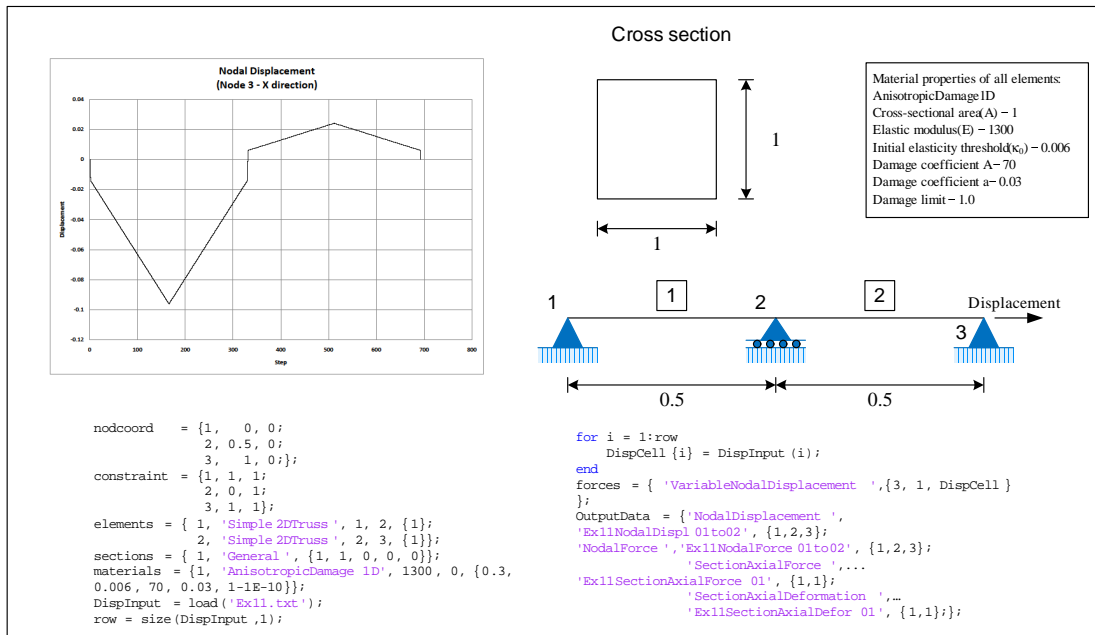 Cross section
Nodal Displacement
(Node 3 - X direction)
0.04
0.02
0
-0.02
-0.04
-0.06
-0.08
-0.1
-0.12
Displacement
0 100 200 300 400 500 600 700 800
Step
1
1
Material properties of all elements:
AnisotropicDamage1D
Cross-sectional area(A) – 1
Elastic modulus(E) – 1300
Initial elasticity threshold(κ₀) – 0.006
Damage coefficient A– 70
Damage coefficient a– 0.03
Damage limit – 1.0
1 1 2 2 Displacement
3
0.5 0.5
nodcoord = {1, 0, 0;
2, 0.5, 0;
3, 1, 0;};
constraint = {1, 1, 1;
2, 0, 1;
3, 1, 1};
elements = { 1, 'Simple 2DTruss ', 1, 2, {1};
2, 'Simple 2DTruss ', 2, 3, {1}};
sections = { 1, 'General ', {1, 1, 0, 0, 0}};
materials = {1, 'AnisotropicDamage 1D', 1300, 0, {0.3,
0.006, 70, 0.03, 1-1E-10}};
DispInput = load('Ex11.txt');
row = size(DispInput ,1);
for i = 1:row
DispCell {i} = DispInput (i);
end
forces = { 'VariableNodalDisplacement ',{3, 1, DispCell }
};
OutputData = {'NodalDisplacement ',
'Ex11NodalDispl 01to02', {1,2,3};
'NodalForce ','Ex11NodalForce 01to02', {1,2,3};
'SectionAxialForce ',...
'Ex11SectionAxialForce 01', {1,1};
'SectionAxialDeformation ',…
'Ex11SectionAxialDefor 01', {1,1};};